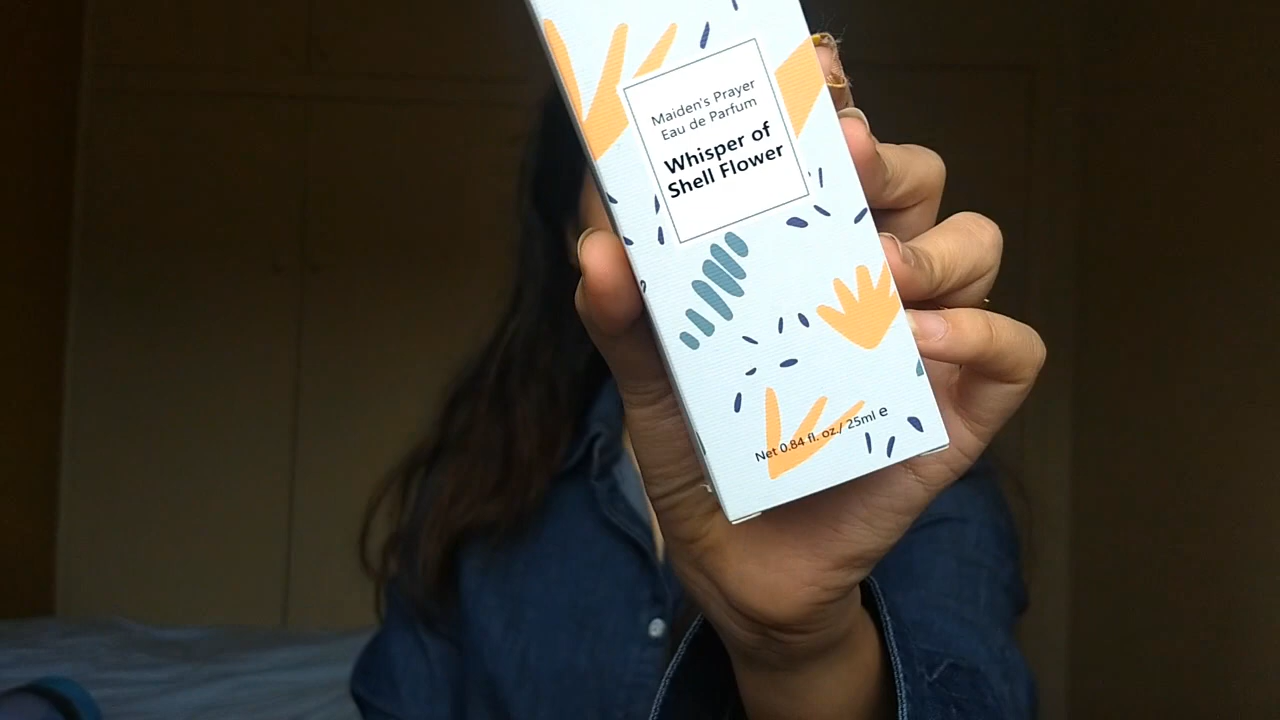 Maiden's Prayer
Eau de Parfum
Whisper of
Shell Flower
Net 0.84 fl. oz./ 25ml e